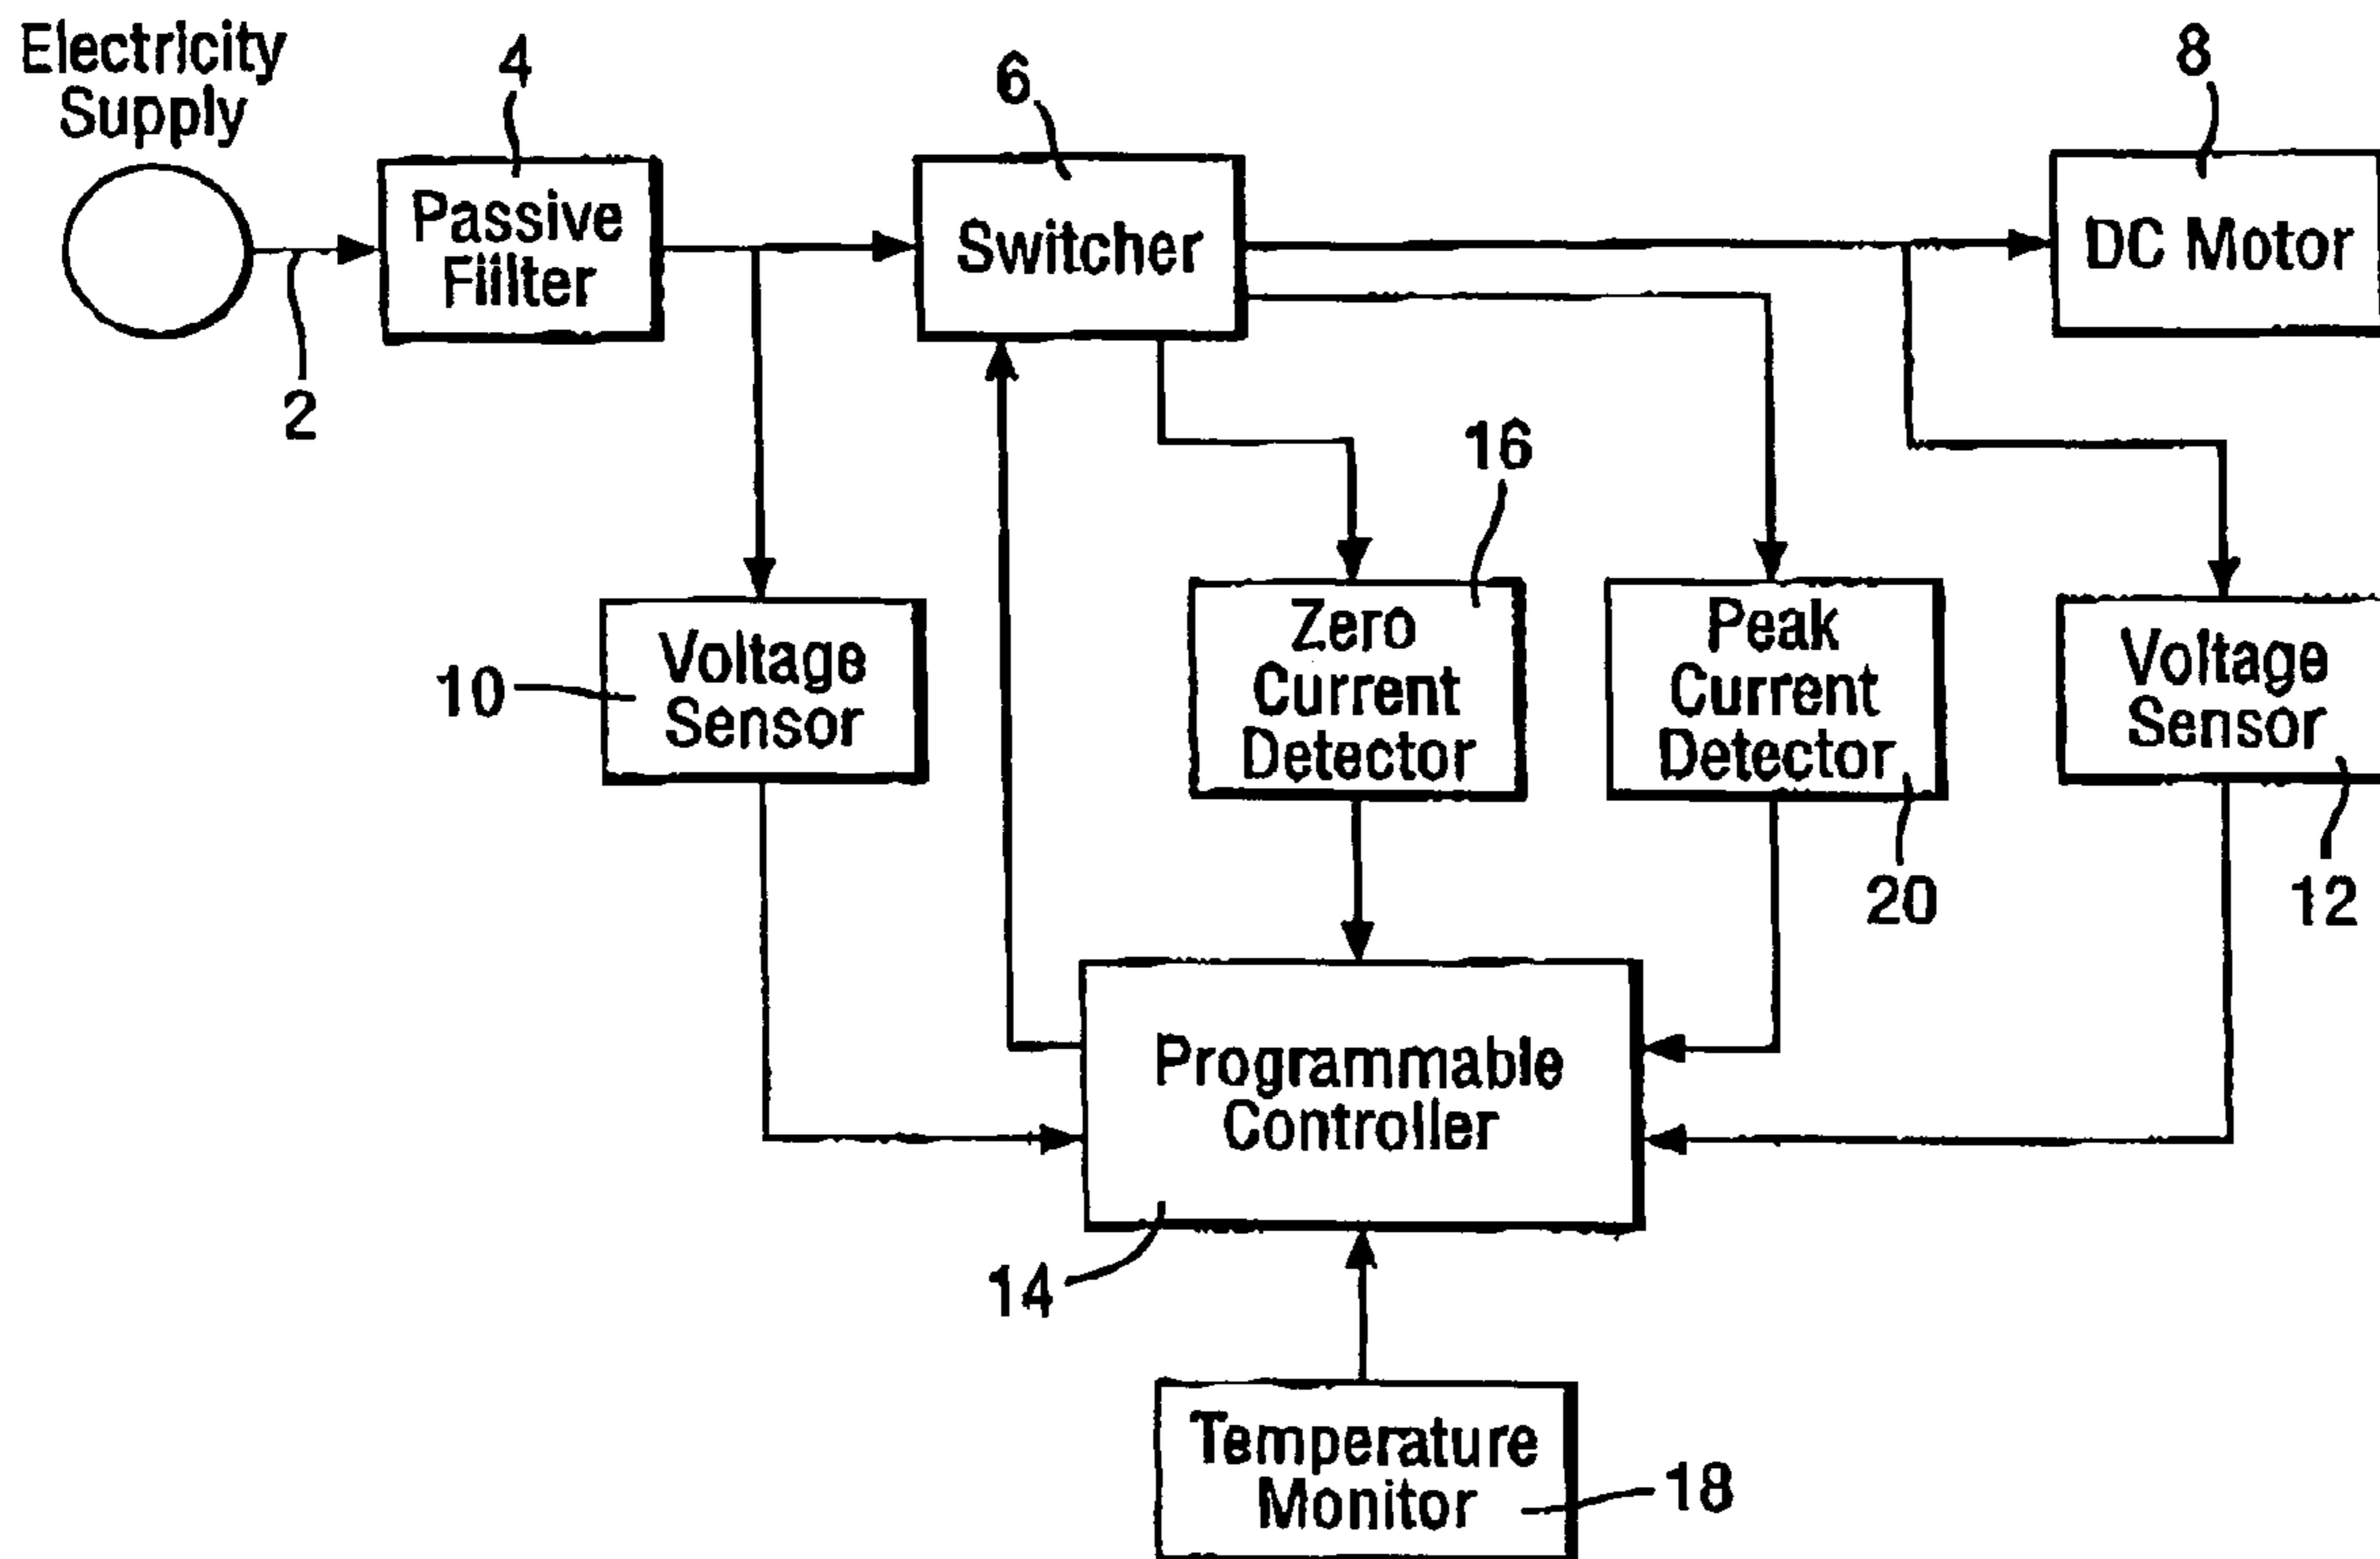 Electricity
Supply
4
6
8
Passive
Fiilter
Switcher
DC Motor
2
16
10
Voltage
Sensor
Zero
Current
Detector
Peak
Current
Detector
Voltage
Sensor
20
12
Programmable
Controller
14
Temperature
Monitor
18